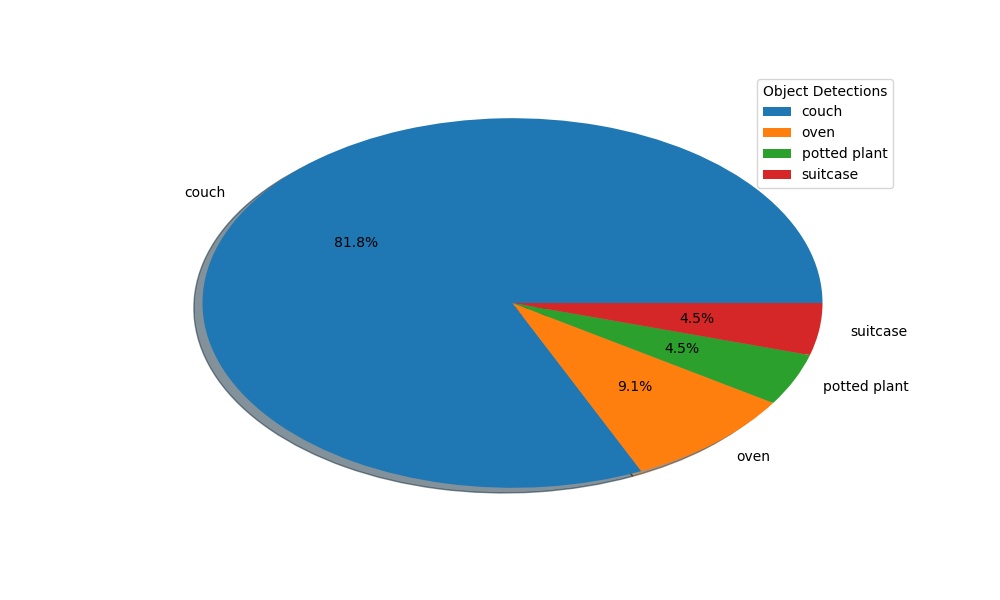 Object Detections
couch
oven
potted plant
suitcase
couch
81.8%
suitcase
4.5%
4.5%
potted plant
9.1%
oven